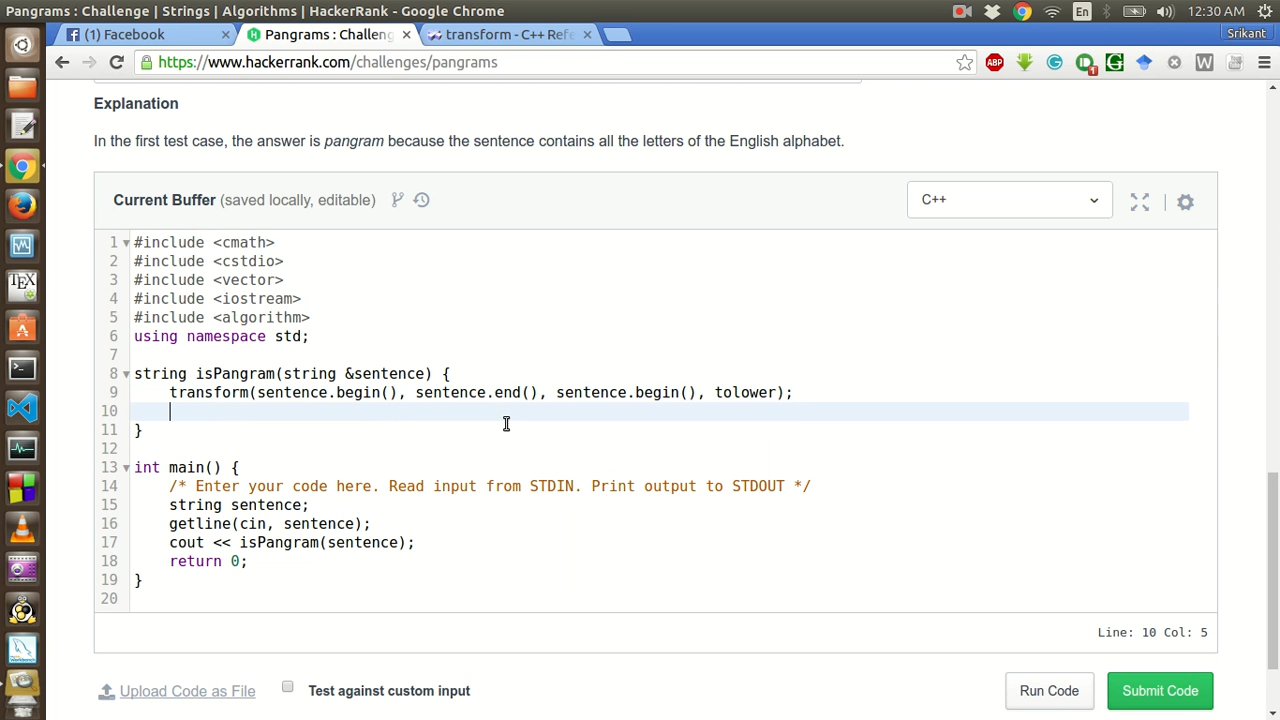 Pangrams : Challenge | Strings | Algorithms | HackerRank - Google Chrome
En
12:30 AM
(1) Facebook
Pangrams : Challeng
transform - C++ Refe
Srikant
https://www.hackerrank.com/challenges/pangrams
ABP
1
W
Explanation
In the first test case, the answer is pangram because the sentence contains all the letters of the English alphabet.
Current Buffer (saved locally, editable)
C++
1 #include <cmath>
2 #include <cstdio>
3 #include <vector>
4 #include <iostream>
5 #include <algorithm>
6 using namespace std;
7
8 string isPangram(string &sentence) {
9 transform(sentence.begin(), sentence.end(), sentence.begin(), tolower);
10
11 }
12
13 int main() {
14 /* Enter your code here. Read input from STDIN. Print output to STDOUT */
15 string sentence;
16 getline(cin, sentence);
17 cout << isPangram(sentence);
18 return 0;
19 }
20
Line: 10 Col: 5
Upload Code as File
Test against custom input
Run Code
Submit Code